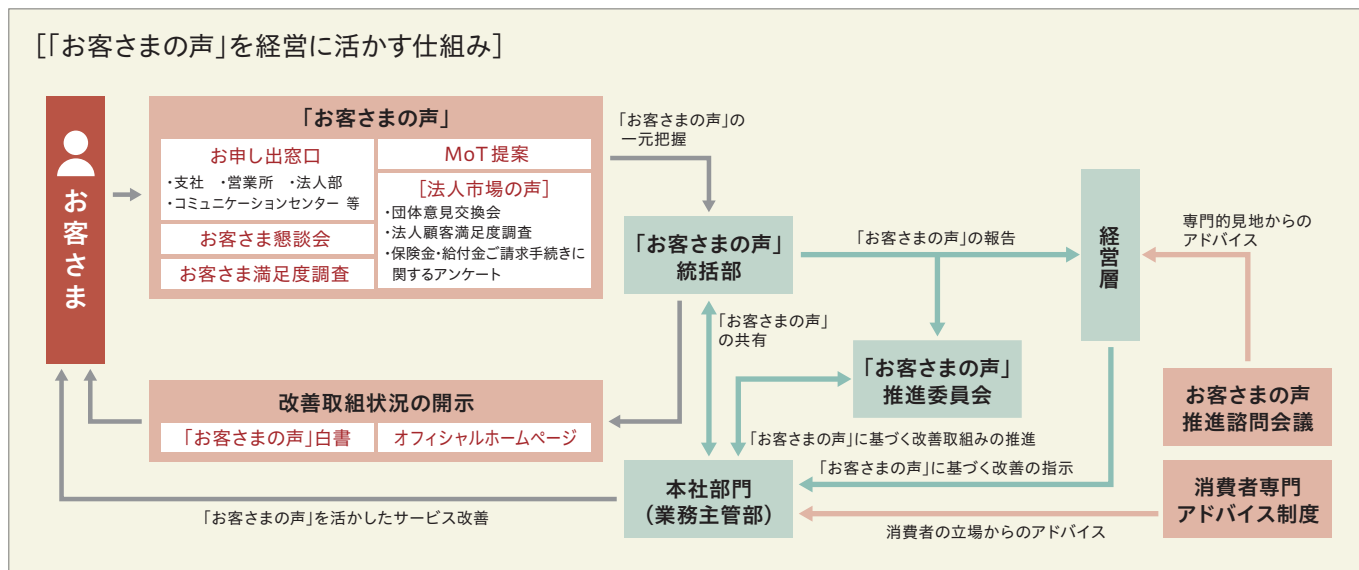 [「お客さまの声」を経営に活かす仕組み]
お客さま
「お客さまの声」
お申し出窓口
・支社 ・営業所 ・法人部
・コミュニケーションセンター 等
お客さま懇談会
お客さま満足度調査
MoT提案
[法人市場の声]
・団体意見交換会
・法人顧客満足度調査
・保険金・給付金ご請求手続きに
関するアンケート
「お客さまの声」の
一元把握
「お客さまの声」
統括部
「お客さまの声」の報告
経営層
専門的見地からの
アドバイス
「お客さまの声」
の共有
「お客さまの声」
推進委員会
お客さまの声
推進諮問会議
改善取組状況の開示
「お客さまの声」白書
オフィシャルホームページ
「お客さまの声」に基づく改善取組みの推進
「お客さまの声」に基づく改善の指示
本社部門
(業務主管部)
消費者専門
アドバイス制度
「お客さまの声」を活かしたサービス改善
消費者の立場からのアドバイス